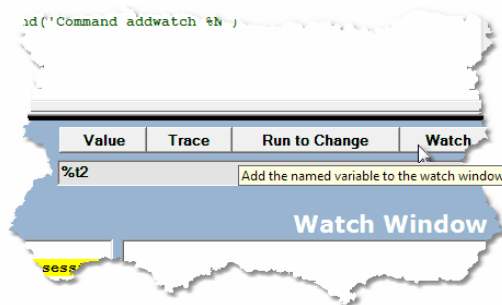 nd('Command addwatch %N')
Value Trace Run to Change Watch
%t2
Add the named variable to the watch window
Watch Window
sess